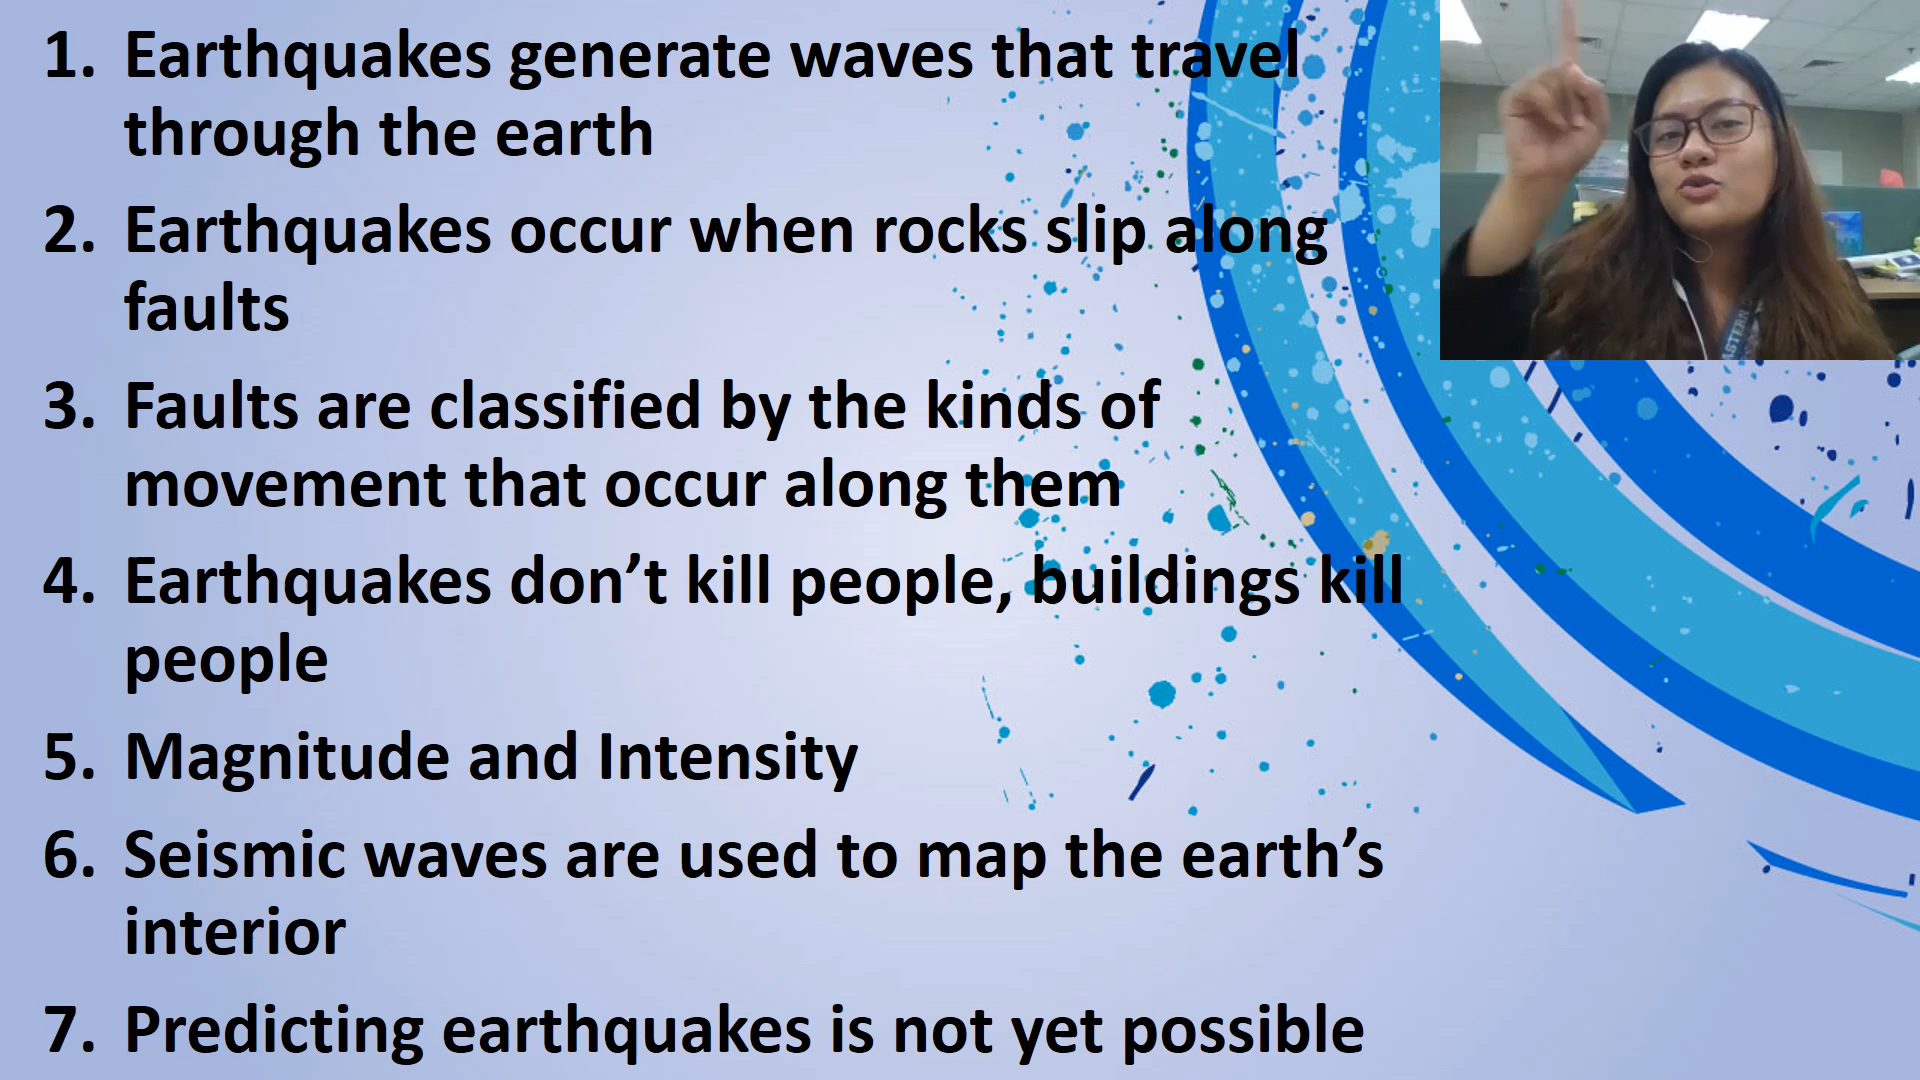 1. Earthquakes generate waves that travel
through the earth
2. Earthquakes occur when rocks slip along
faults
3. Faults are classified by the kinds of
movement that occur along them
4. Earthquakes don’t kill people, buildings kill
people
5. Magnitude and Intensity
6. Seismic waves are used to map the earth’s
interior
7. Predicting earthquakes is not yet possible